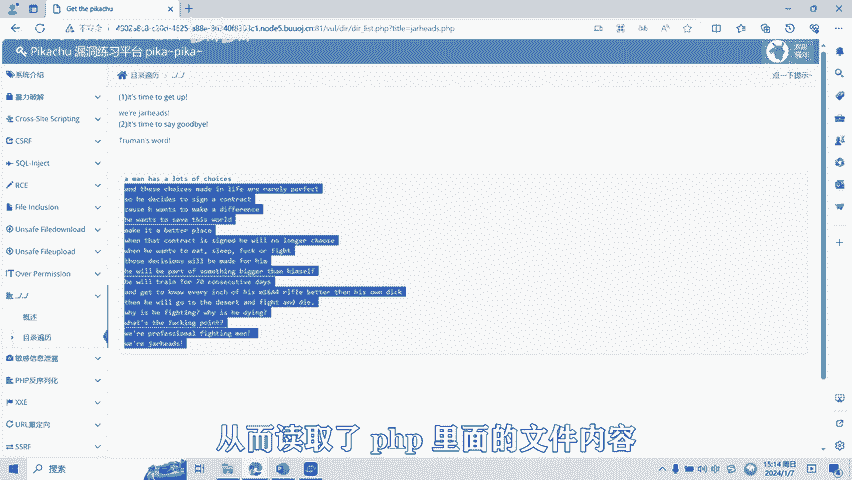 Get the pikachu
node5.buuoj.cn:81/vul/dir/dir_list.php?title=jarheads.php
Pikachu 漏洞练习平台 pika~pika~
系统介绍
暴力破解
Cross-Site Scripting
CSRF
SQL-Inject
RCE
File Inclusion
Unsafe Filedownload
Unsafe Fileupload
Over Permission
../../
概述
目录遍历
敏感信息泄露
PHP反序列化
XXE
URL重定向
SSRF
目录遍历 > ../../
点一下提示~
(1)it's time to get up!
we're jarheads!
(2)it's time to say goodbye!
Truman's word!
a man has a lots of choices
and these choices made in life are rarely perfect
so he decides to sign a contract
cause h wants to make a difference
he wants to save this world
make it a better place
when that contract is signed he will no longer choose
when he wants to eat, sleep, fuck or fight
those decisions will be made for him
he will be part of something bigger than himself
he will train for 70 consecutive days
and get to know every inch of his m16a4 rifle better then his own dick
then he will go to the desert and fight and die.
why is he fighting? why is he dying?
what's the fucking point?
we're professional fighting men!
we're jarheads!
从而读取了 php 里面的文件内容
搜索
15:14 周日
2024/1/7